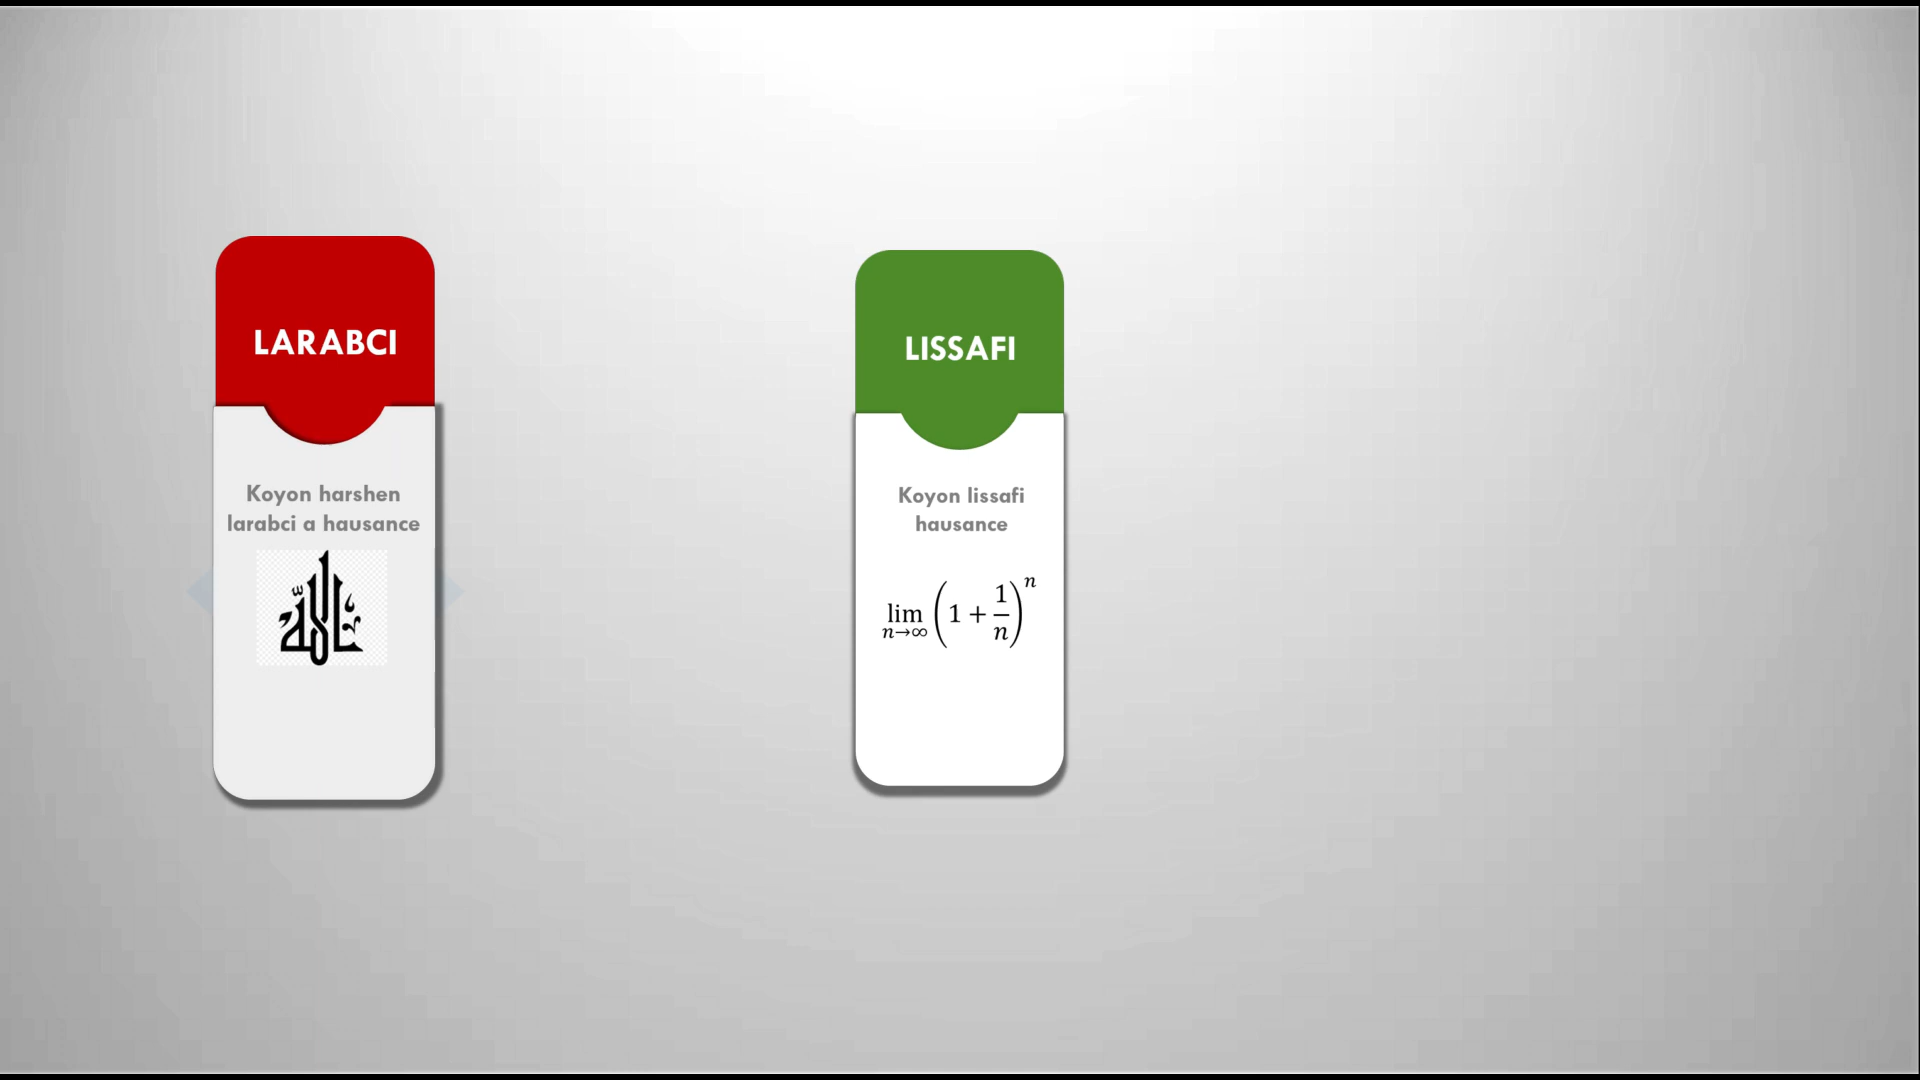 LARABCI
Koyon harshen
larabci a hausance
LISSAFI
Koyon lissafi
hausance
lim n→∞ (1 + 1/n)^n